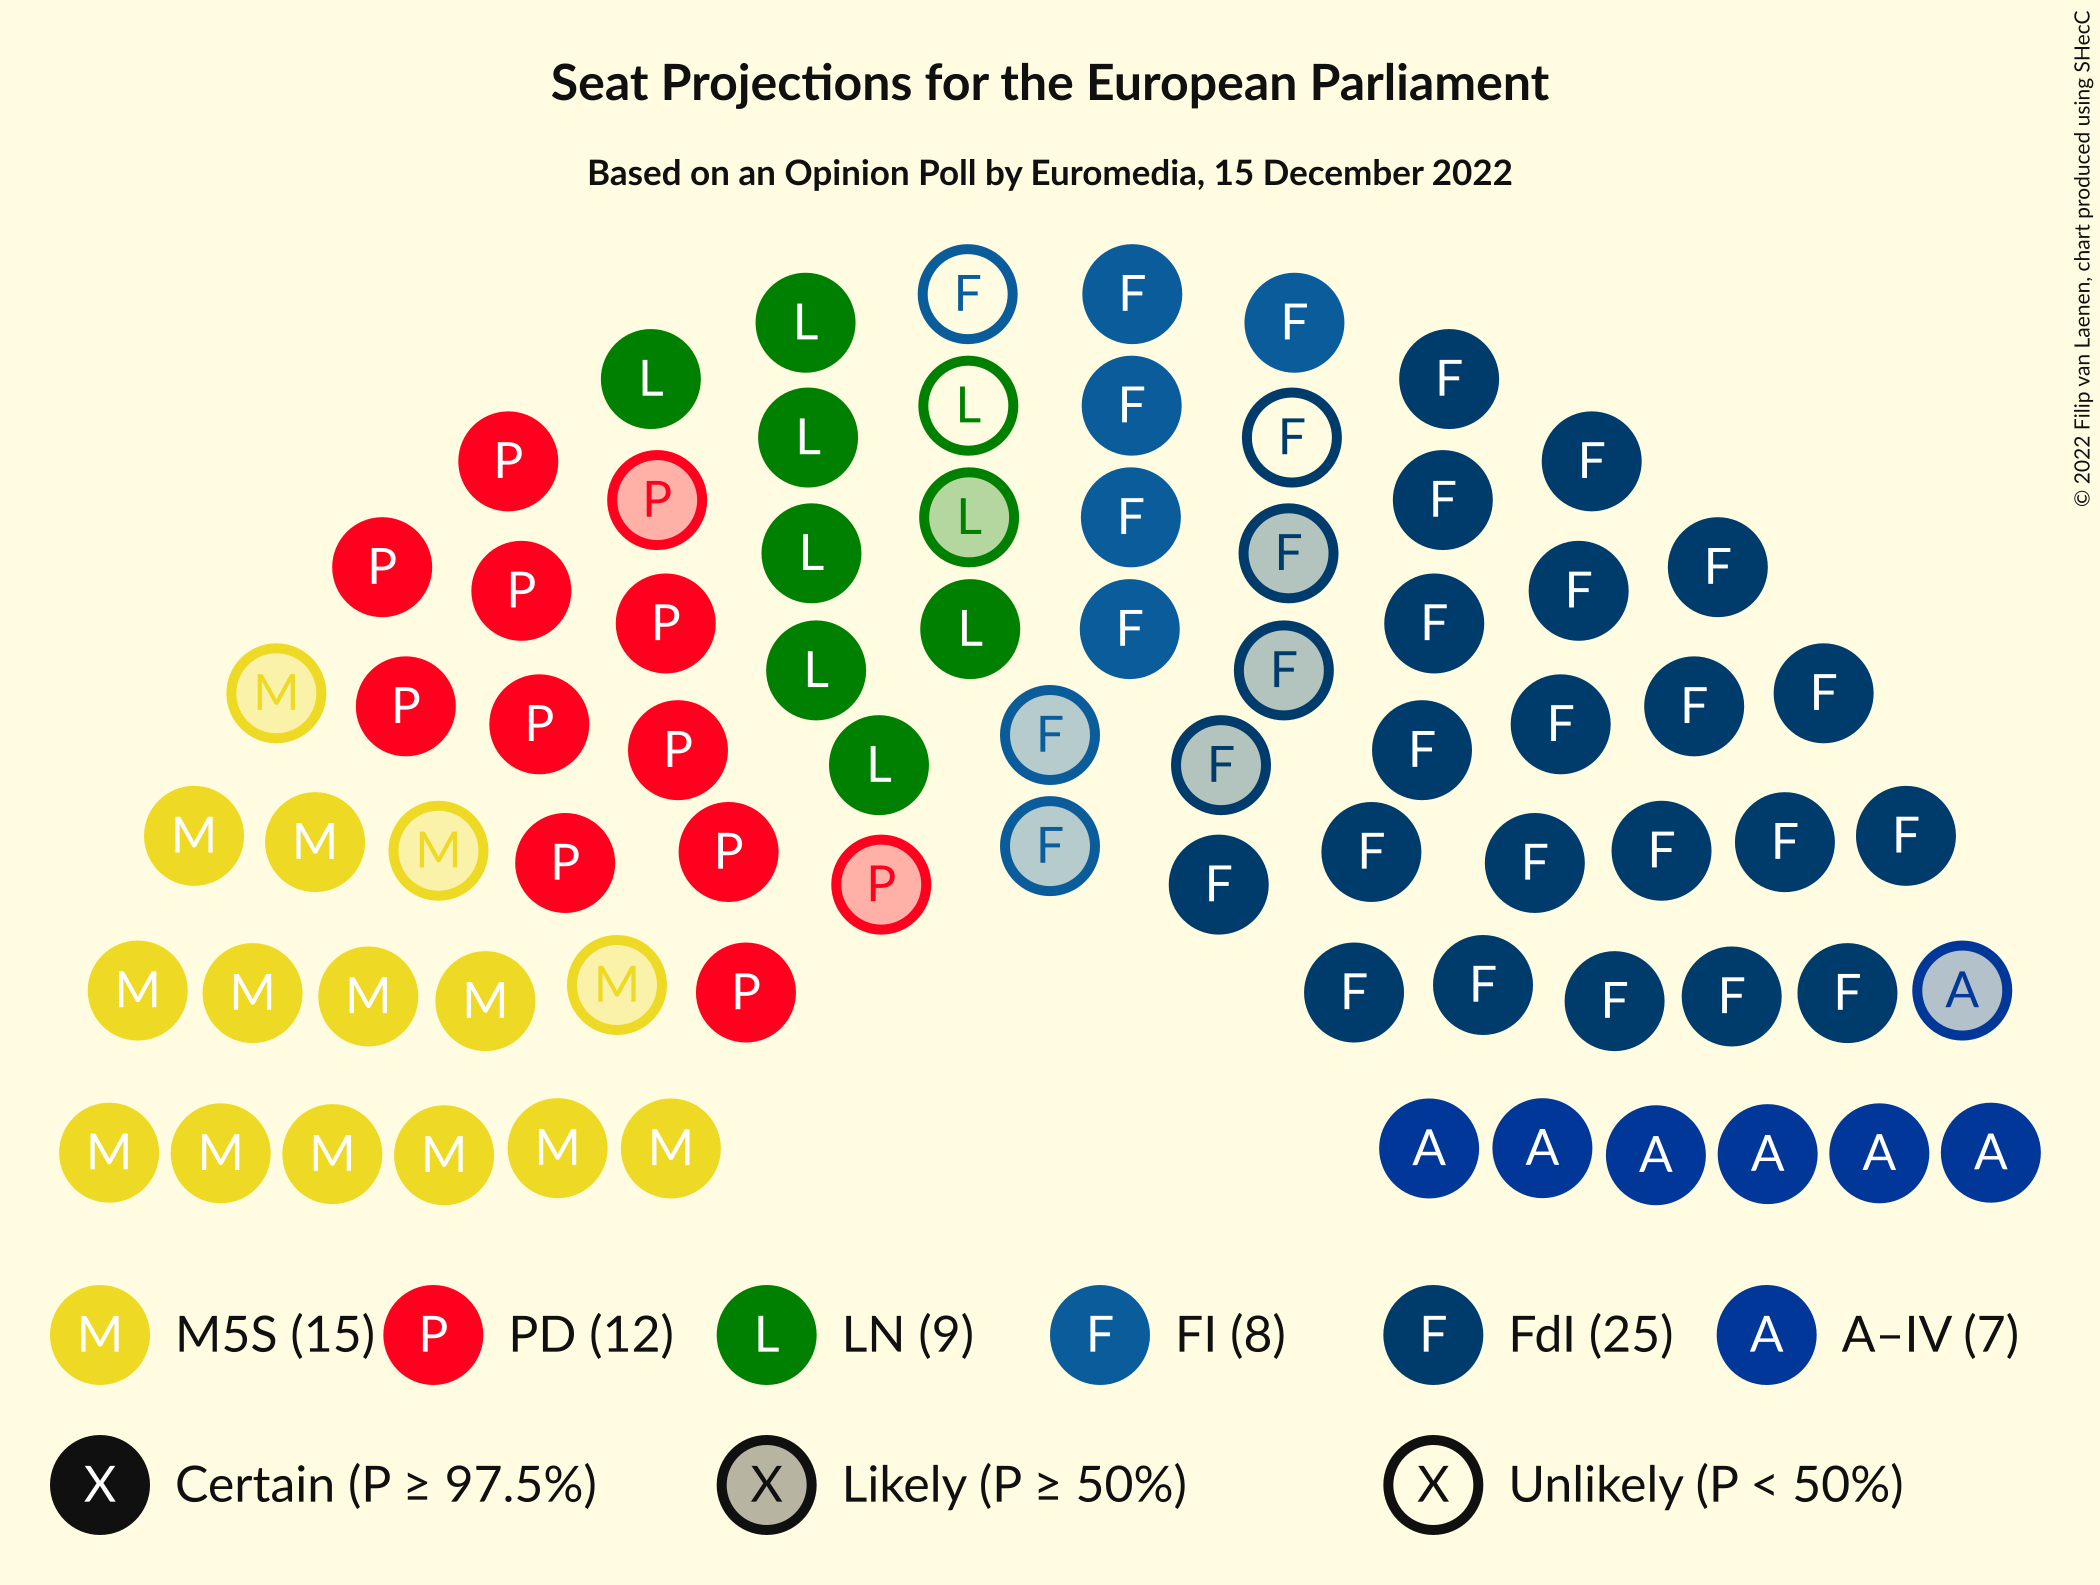 Seat Projections for the European Parliament
Based on an Opinion Poll by Euromedia, 15 December 2022
© 2022 Filip van Laenen, chart produced using SHecC
F F
L F
L F
L F
P F
L L F F
P F
L F
P F
P F
L F
P P F F
P F
L F
L F
M F
P F
P F
F
P F
L F
M F
M F
F
M F
P F
P F
P F
M F
M F
M F
M P F A
M F
M F
M M M M M M A A A A A A
M M5S (15) P PD (12) L LN (9) F FI (8) F FdI (25) A A–IV (7)
X Certain (P ≥ 97.5%) X Likely (P ≥ 50%) X Unlikely (P < 50%)